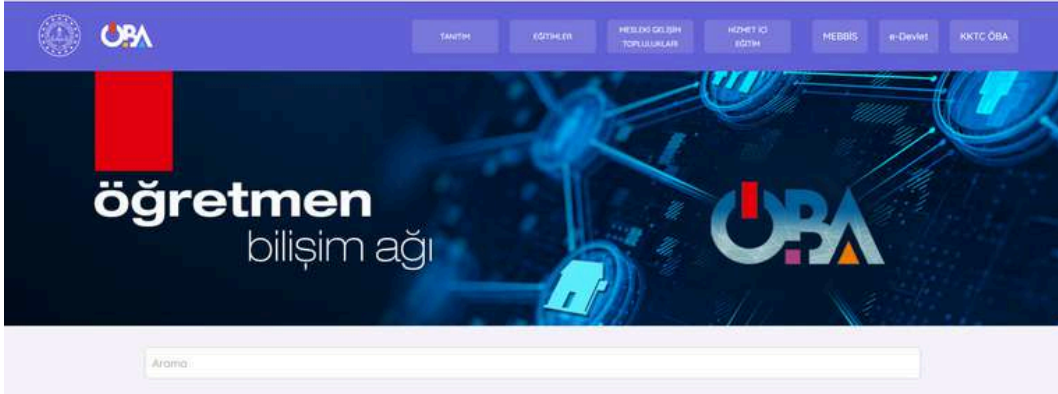 ÖBA
TANITIM
EĞİTİMLER
MESLEKİ GELİŞİM
TOPLULUKLARI
HİZMET İÇİ
EĞİTİM
MEBBİS
e-Devlet
KKTC ÖBA
öğretmen
bilişim ağı
ÖBA
Arama